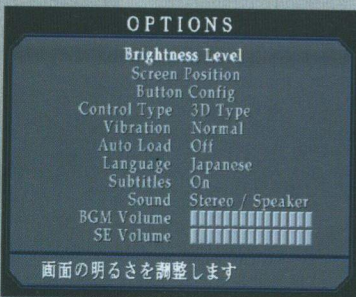 OPTIONS
Brightness Level
Screen Position
Button Config
Control Type 3D Type
Vibration Normal
Auto Load Off
Language Japanese
Subtitles On
Sound Stereo / Speaker
BGM Volume
SE Volume
画面の明るさを調整します